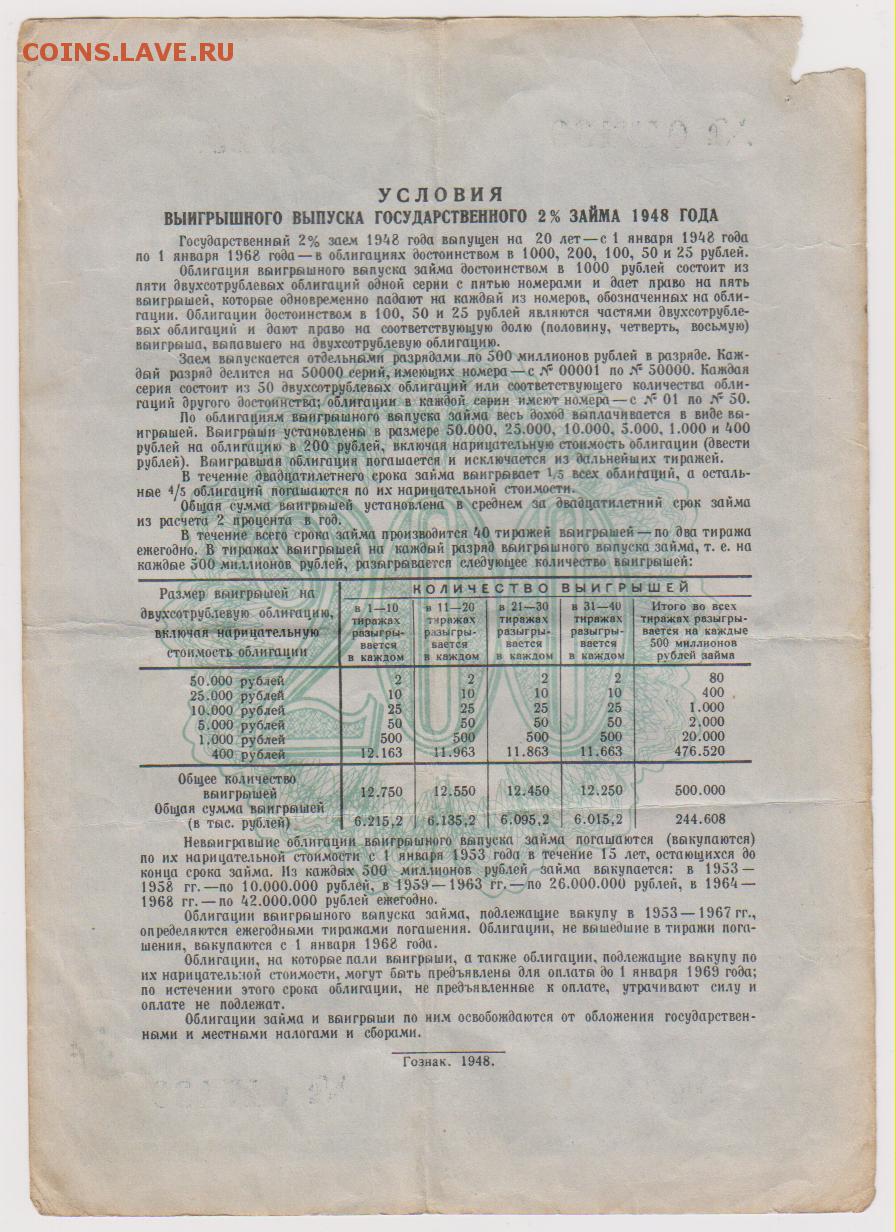 COINS.LAVE.RU
УСЛОВИЯ
ВЫИГРЫШНОГО ВЫПУСКА ГОСУДАРСТВЕННОГО 2% ЗАЙМА 1948 ГОДА
Государственный 2% заем 1948 года выпущен на 20 лет—с 1 января 1948 года
по 1 января 1968 года—в облигациях достоинством в 1000, 200, 100, 50 и 25 рублей.
Облигация выигрышного выпуска займа достоинством в 1000 рублей состоит из
пяти двухсотрублевых облигаций одной серии с пятью номерами и дает право на пять
выигрышей, которые одновременно падают на каждый из номеров, обозначенных на обли-
гации. Облигации достоинством в 100, 50 и 25 рублей являются частями двухсотрубле-
вых облигаций и дают право на соответствующую долю (половину, четверть, восьмую)
выигрыша, выпавшего на двухсотрублевую облигацию.
Заем выпускается отдельными разрядами по 500 миллионов рублей в разряде. Каж-
дый разряд делится на 50000 серий, имеющих номера—с № 00001 по № 50000. Каждая
серия состоит из 50 двухсотрублевых облигаций или соответствующего количества обли-
гаций другого достоинства; облигации в каждой серии имеют номера—с № 01 по № 50.
По облигациям выигрышного выпуска займа весь доход выплачивается в виде вы-
игрышей. Выигрыши установлены в размере 50.000, 25.000, 10.000, 5.000, 1.000 и 400
рублей на облигацию в 200 рублей, включая нарицательную стоимость облигации (двести
рублей). Выигравшая облигация погашается и исключается из дальнейших тиражей.
В течение двадцатилетнего срока займа выигрывает 1/5 всех облигаций, а осталь-
ные 4/5 облигаций погашаются по их нарицательной стоимости.
Общая сумма выигрышей установлена в среднем за двадцатилетний срок займа
из расчета 2 процента в год.
В течение всего срока займа производится 40 тиражей выигрышей—по два тиража
ежегодно. В тиражах выигрышей на каждый разряд выигрышного выпуска займа, т. е. на
каждые 500 миллионов рублей, разыгрывается следующее количество выигрышей:
Размер выигрышей на
двухсотрублевую облигацию,
включая нарицательную
стоимость облигации
КОЛИЧЕСТВО ВЫИГРЫШЕЙ
в 1—10
тиражах
разыгры-
вается
в каждом
в 11—20
тиражах
разыгры-
вается
в каждом
в 21—30
тиражах
разыгры-
вается
в каждом
в 31—40
тиражах
разыгры-
вается
в каждом
Итого во всех
тиражах разыгры-
вается на каждые
500 миллионов
рублей займа
50.000 рублей 2 2 2 2 80
25.000 рублей 10 10 10 10 400
10.000 рублей 25 25 25 25 1.000
5.000 рублей 50 50 50 50 2.000
1.000 рублей 500 500 500 500 20.000
400 рублей 12.163 11.963 11.863 11.663 476.520
Общее количество
выигрышей 12.750 12.550 12.450 12.250 500.000
Общая сумма выигрышей
(в тыс. рублей) 6.215,2 6.135,2 6.095,2 6.015,2 244.608
200
Невыигравшие облигации выигрышного выпуска займа погашаются (выкупаются)
по их нарицательной стоимости с 1 января 1953 года в течение 15 лет, остающихся до
конца срока займа. Из каждых 500 миллионов рублей займа выкупается: в 1953—
1958 гг.—по 10.000.000 рублей, в 1959—1963 гг.—по 26.000.000 рублей, в 1964—
1968 гг.—по 42.000.000 рублей ежегодно.
Облигации выигрышного выпуска займа, подлежащие выкупу в 1953—1967 гг.,
определяются ежегодными тиражами погашения. Облигации, не вышедшие в тиражи пога-
шения, выкупаются с 1 января 1968 года.
Облигации, на которые пали выигрыши, а также облигации, подлежащие выкупу по
их нарицательной стоимости, могут быть предъявлены для оплаты до 1 января 1969 года;
по истечении этого срока облигации, не предъявленные к оплате, утрачивают силу и
оплате не подлежат.
Облигации займа и выигрыши по ним освобождаются от обложения государствен-
ными и местными налогами и сборами.
Гознак. 1948.